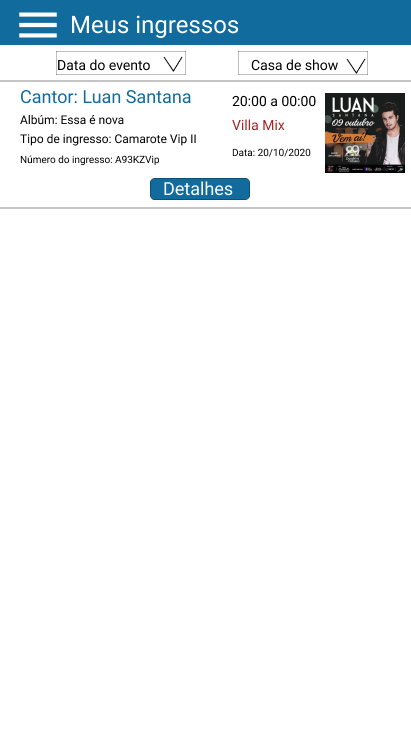 Meus ingressos
Data do evento
Casa de show
Cantor: Luan Santana
Albúm: Essa é nova
Tipo de ingresso: Camarote Vip II
Número do ingresso: A93KZVip
20:00 a 00:00
Villa Mix
Data: 20/10/2020
LUAN
SANTANA
09 outubro
Vem aí!
Detalhes